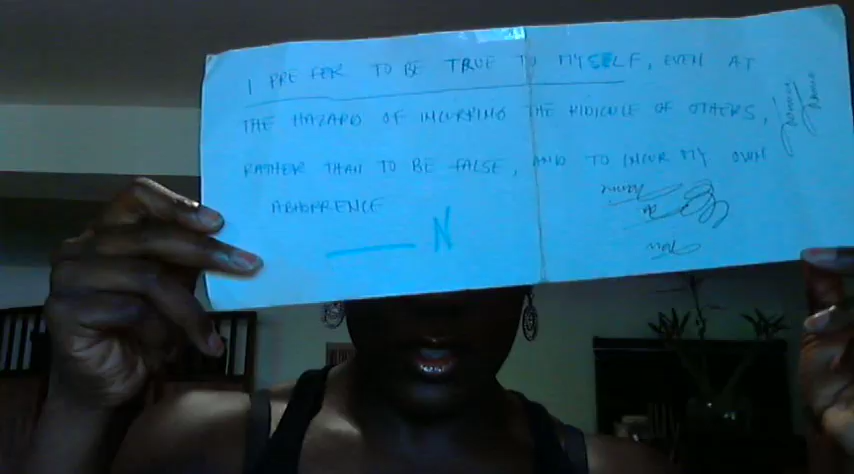 I PREFER TO BE TRUE TO MYSELF, EVEN AT
THE HAZARD OF INCURRING THE RIDICULE OF OTHERS,
RATHER THAN TO BE FALSE, AND TO INCUR MY OWN
ABHORRENCE
N